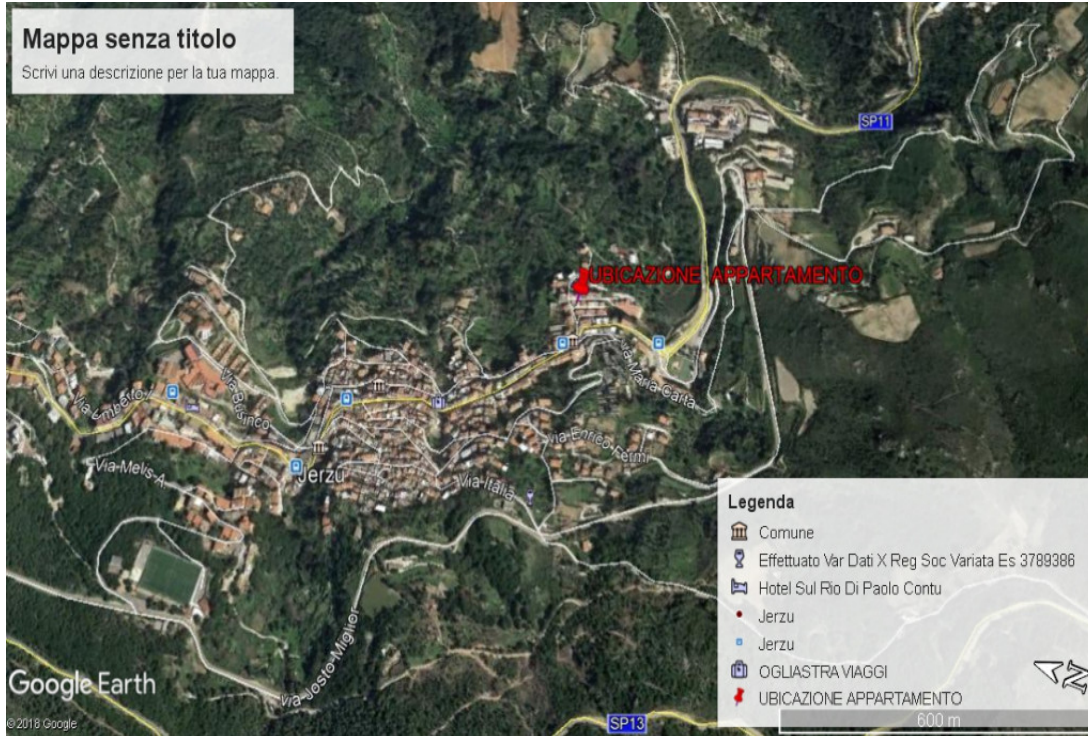 Mappa senza titolo
Scrivi una descrizione per la tua mappa.
SP11
UBICAZIONE APPARTAMENTO
Via Maria Carta
Via Umberto I
Via Businco
Via Enrico Fermi
Via Melis A
Jerzu
Via Italia
Via Josto Miglior
Legenda
Comune
Effettuato Var Dati X Reg Soc Variata Es 3789386
Hotel Sul Rio Di Paolo Contu
Jerzu
Jerzu
OGLIASTRA VIAGGI
UBICAZIONE APPARTAMENTO
N
Google Earth
©2018 Google
SP13
600 m